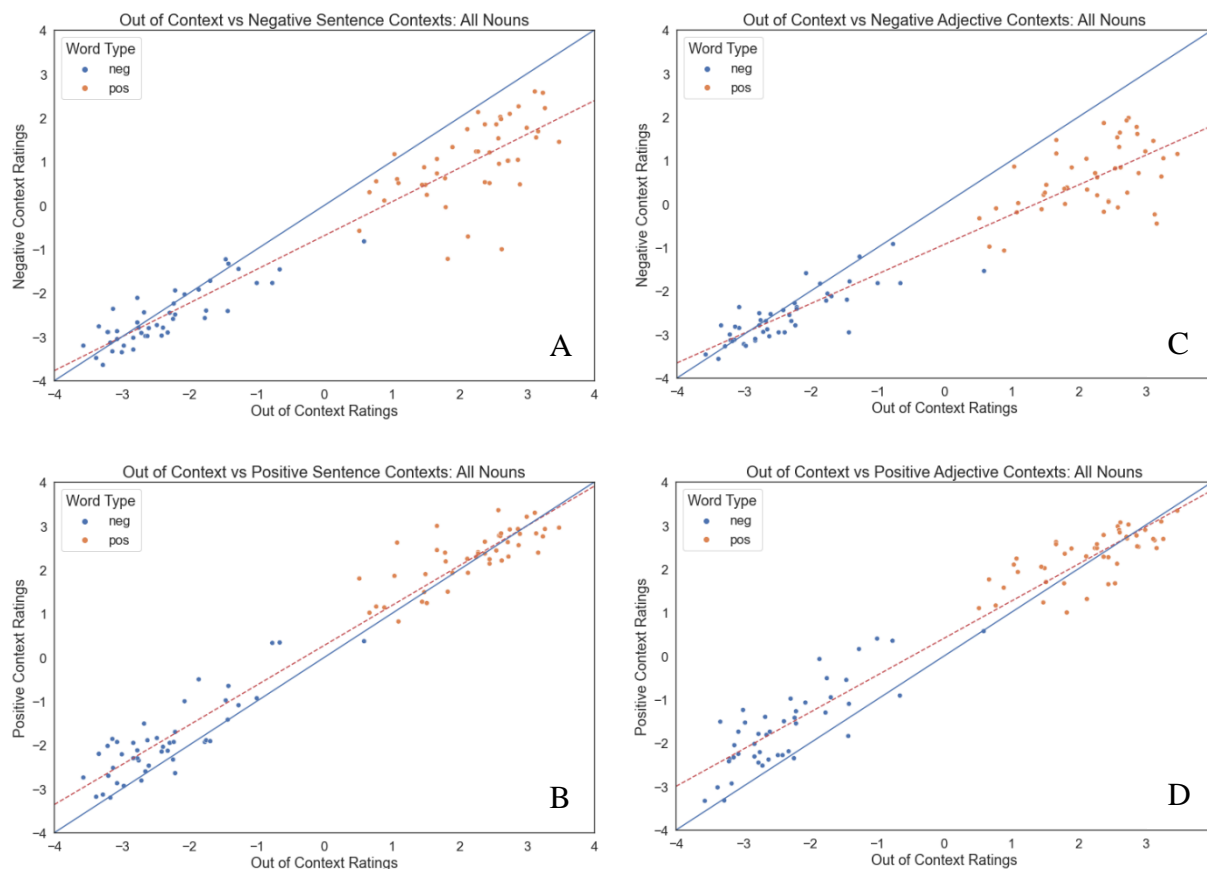 Out of Context vs Negative Sentence Contexts: All Nouns
4
3
2
1
0
−1
−2
−3
−4
Negative Context Ratings
Word Type
neg
pos
A
−4 −3 −2 −1 0 1 2 3 4
Out of Context Ratings
Out of Context vs Negative Adjective Contexts: All Nouns
4
3
2
1
0
−1
−2
−3
−4
Negative Context Ratings
Word Type
neg
pos
C
−4 −3 −2 −1 0 1 2 3
Out of Context Ratings
Out of Context vs Positive Sentence Contexts: All Nouns
4
3
2
1
0
−1
−2
−3
−4
Positive Context Ratings
Word Type
neg
pos
B
−4 −3 −2 −1 0 1 2 3 4
Out of Context Ratings
Out of Context vs Positive Adjective Contexts: All Nouns
4
3
2
1
0
−1
−2
−3
−4
Positive Context Ratings
Word Type
neg
pos
D
−4 −3 −2 −1 0 1 2 3
Out of Context Ratings